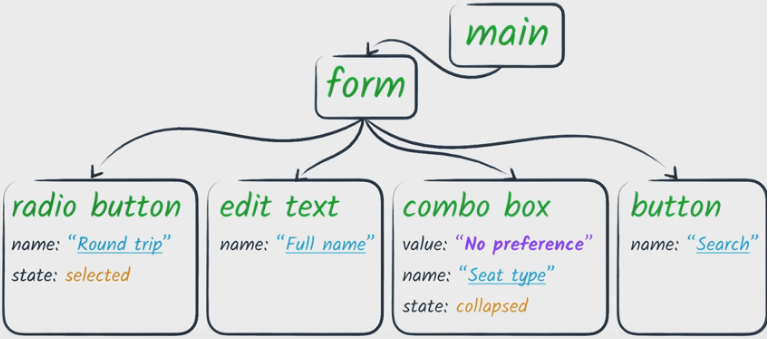 main
form
radio button
name: “Round trip”
state: selected
edit text
name: “Full name”
combo box
value: “No preference”
name: “Seat type”
state: collapsed
button
name: “Search”